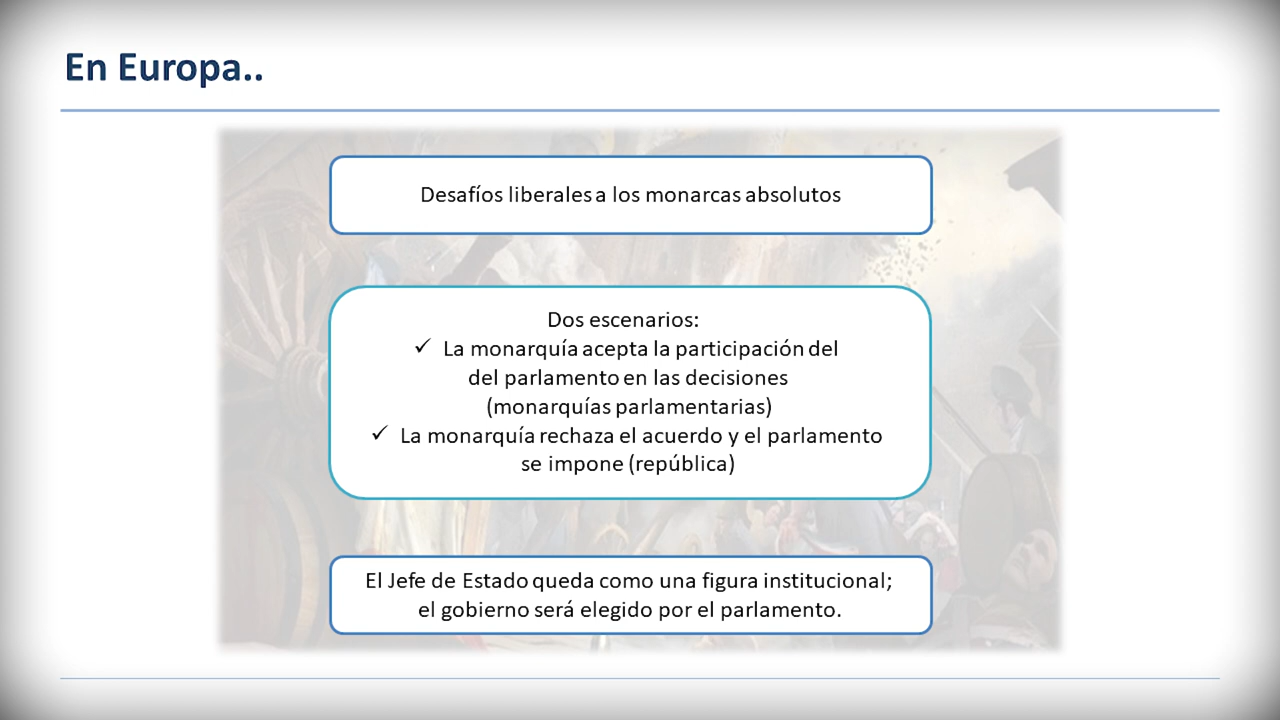 En Europa..
Desafíos liberales a los monarcas absolutos
Dos escenarios:
✓ La monarquía acepta la participación del
del parlamento en las decisiones
(monarquías parlamentarias)
✓ La monarquía rechaza el acuerdo y el parlamento
se impone (república)
El Jefe de Estado queda como una figura institucional;
el gobierno será elegido por el parlamento.